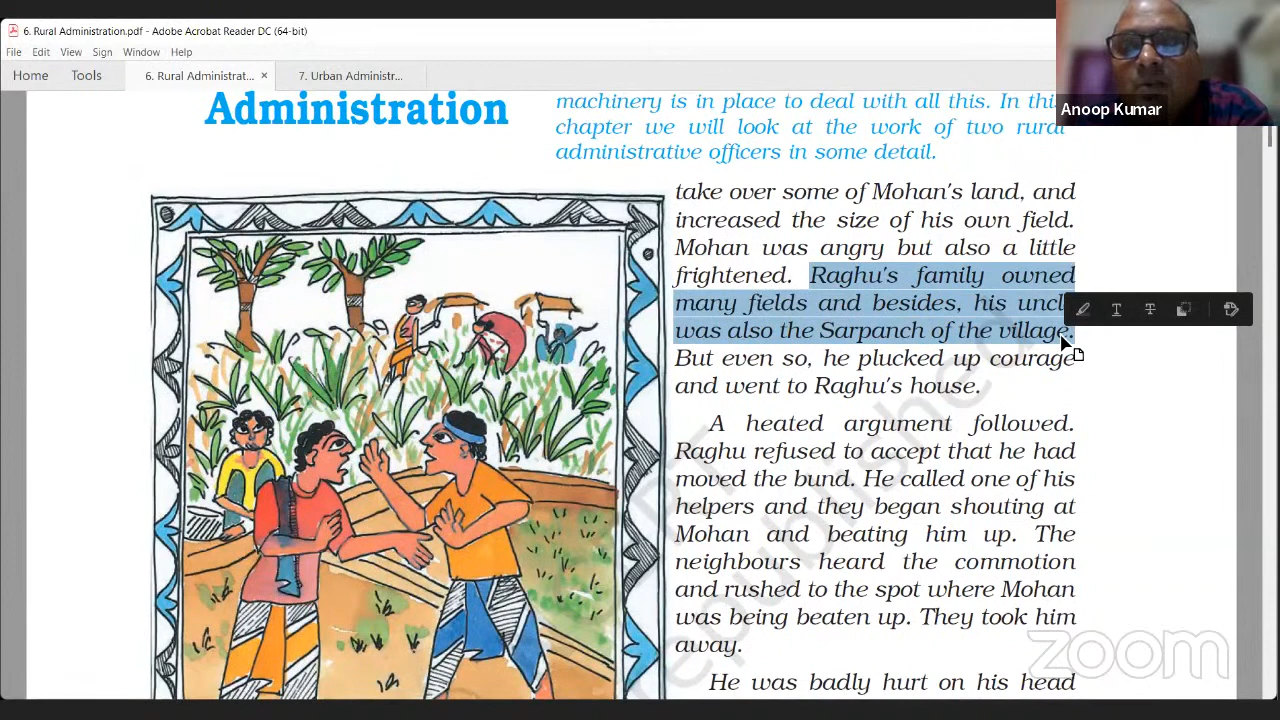 6. Rural Administration.pdf - Adobe Acrobat Reader DC (64-bit)
File Edit View Sign Window Help
Home Tools 6. Rural Administrat... × 7. Urban Administr...
Anoop Kumar
Administration
machinery is in place to deal with all this. In this
chapter we will look at the work of two rural
administrative officers in some detail.
take over some of Mohan's land, and
increased the size of his own field.
Mohan was angry but also a little
frightened. Raghu's family owned
many fields and besides, his uncle
was also the Sarpanch of the village.
But even so, he plucked up courage
and went to Raghu's house.
A heated argument followed.
Raghu refused to accept that he had
moved the bund. He called one of his
helpers and they began shouting at
Mohan and beating him up. The
neighbours heard the commotion
and rushed to the spot where Mohan
was being beaten up. They took him
away.
He was badly hurt on his head
republished
zoom